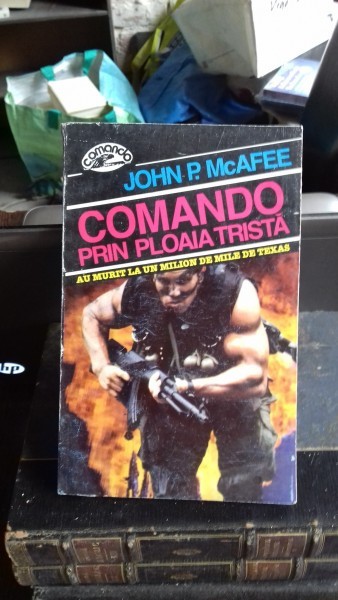 Comando
JOHN P. McAFEE
COMANDO
PRIN PLOAIA TRISTĂ
AU MURIT LA UN MILION DE MILE DE TEXAS